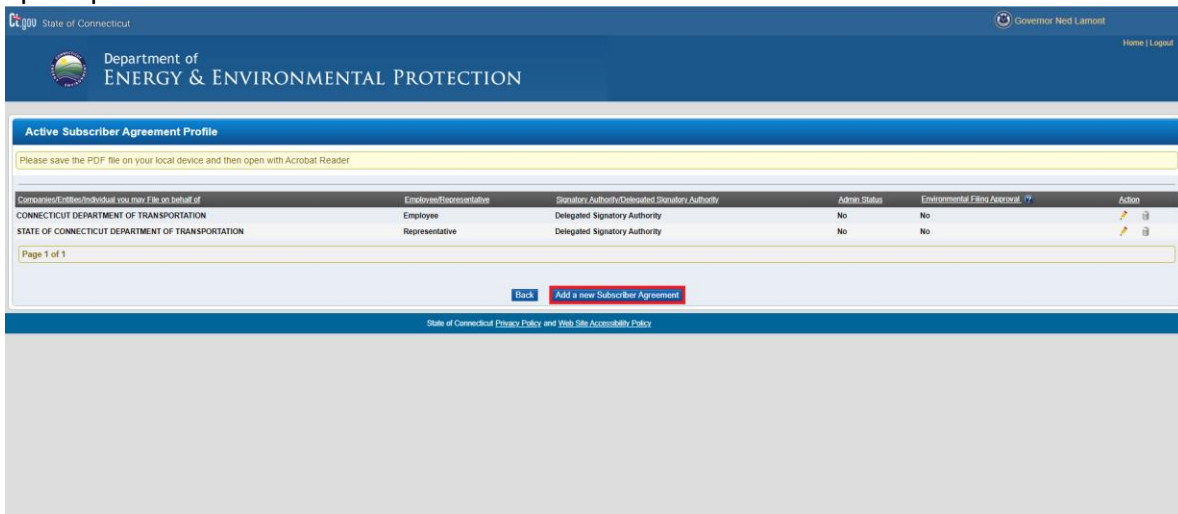 Ct.gov State of Connecticut Governor Ned Lamont
Home | Logout
Department of
ENERGY & ENVIRONMENTAL PROTECTION
Active Subscriber Agreement Profile
Please save the PDF file on your local device and then open with Acrobat Reader
Companies/Entities/Individual you may File on behalf of Employee/Representative Signatory Authority/Delegated Signatory Authority Admin Status Environmental Filing Approval Action
CONNECTICUT DEPARTMENT OF TRANSPORTATION Employee Delegated Signatory Authority No No
STATE OF CONNECTICUT DEPARTMENT OF TRANSPORTATION Representative Delegated Signatory Authority No No
Page 1 of 1
Back Add a new Subscriber Agreement
State of Connecticut Privacy Policy and Web Site Accessibility Policy